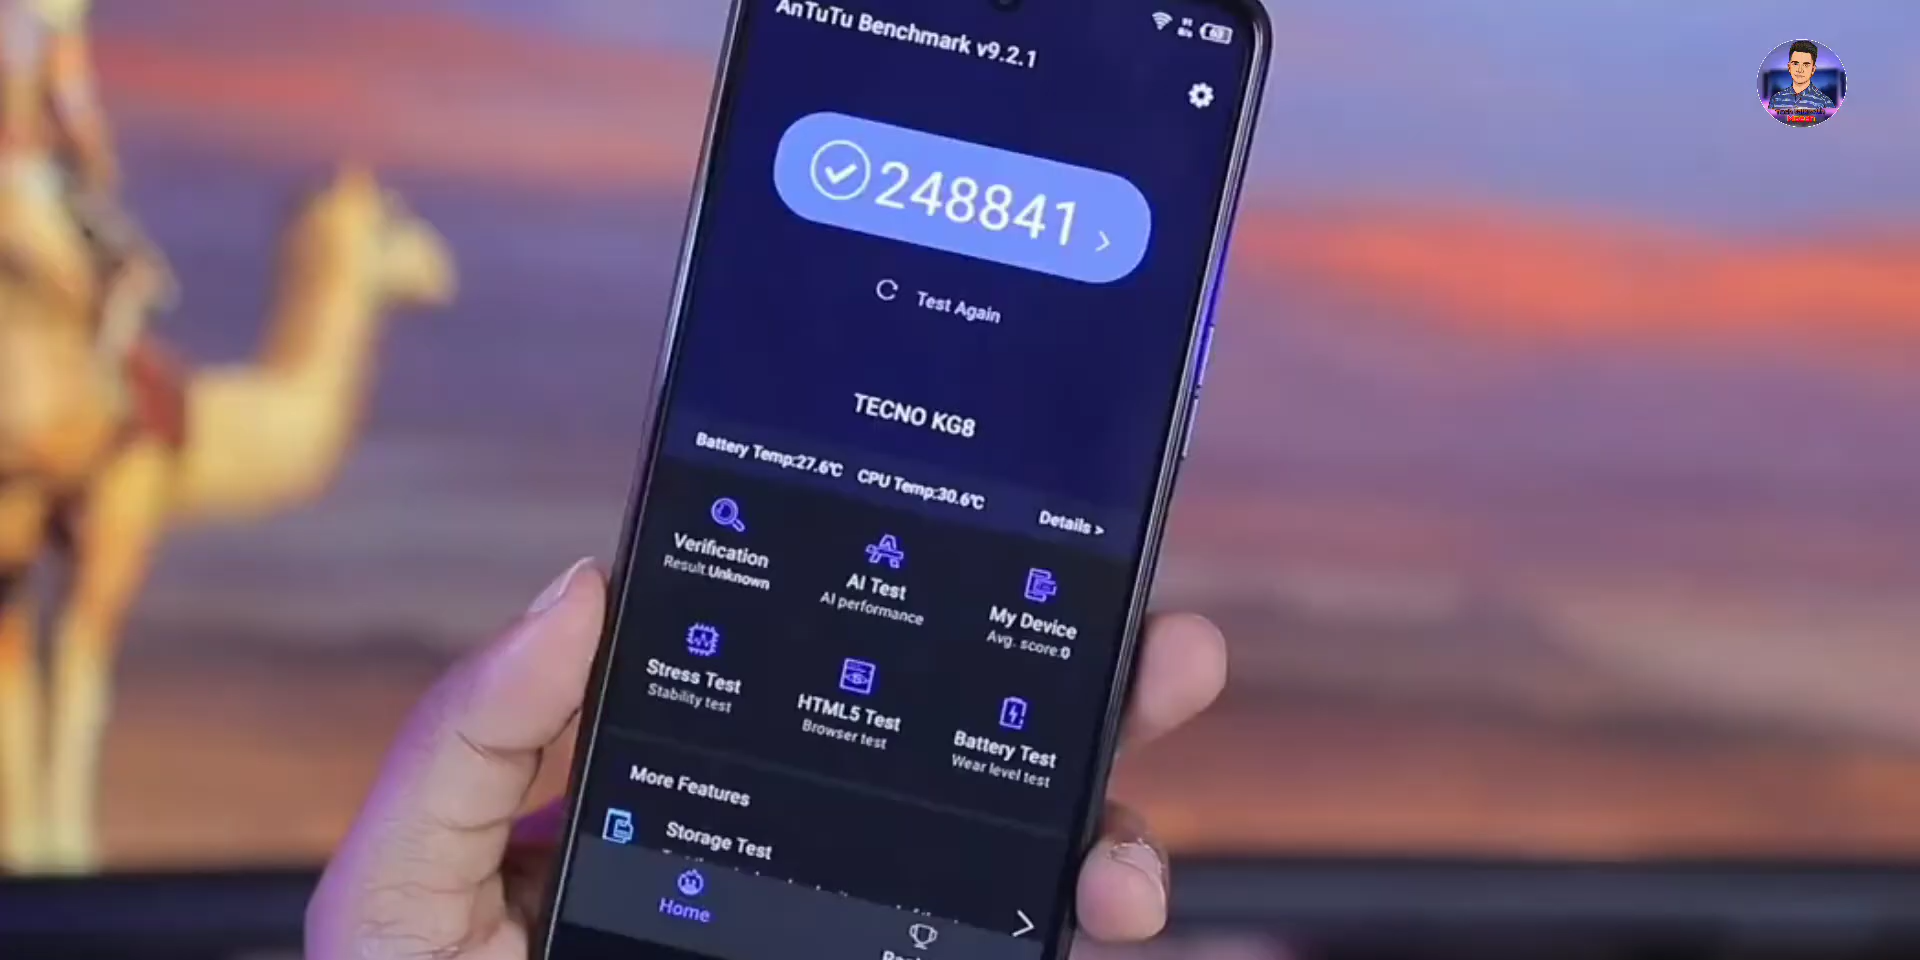 AnTuTu Benchmark v9.2.1
248841
Test Again
TECNO KG8
Battery Temp:27.6℃ CPU Temp:30.6℃
Details >
Verification
Result:Unknown
AI Test
AI performance
My Device
Avg. score:0
Stress Test
Stability test
HTML5 Test
Browser test
Battery Test
Wear level test
More Features
Storage Test
Home